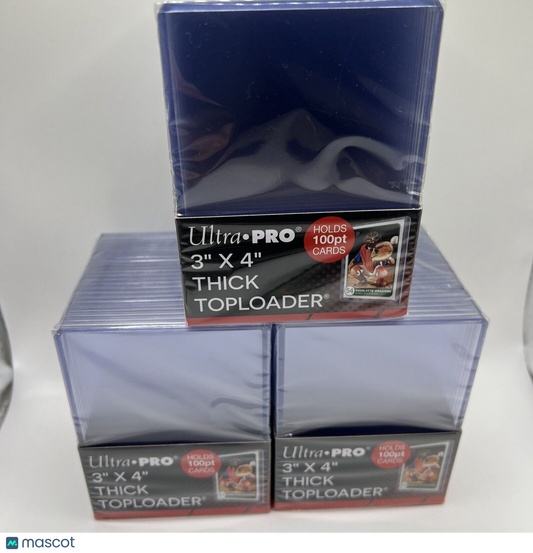 Ultra•PRO®
HOLDS
100pt
CARDS
3" X 4"
THICK
TOPLOADER®
Ultra•PRO®
HOLDS
100pt
CARDS
3" X 4"
THICK
TOPLOADER®
Ultra•PRO®
HOLDS
100pt
CARDS
3" X 4"
THICK
TOPLOADER®
mascot